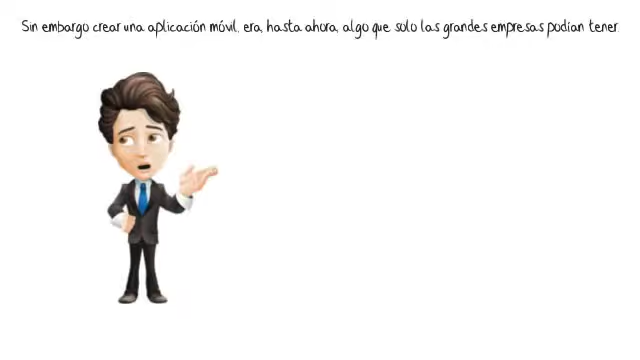 Sin embargo crear una aplicación móvil, era, hasta ahora, algo que solo las grandes empresas podían tener.